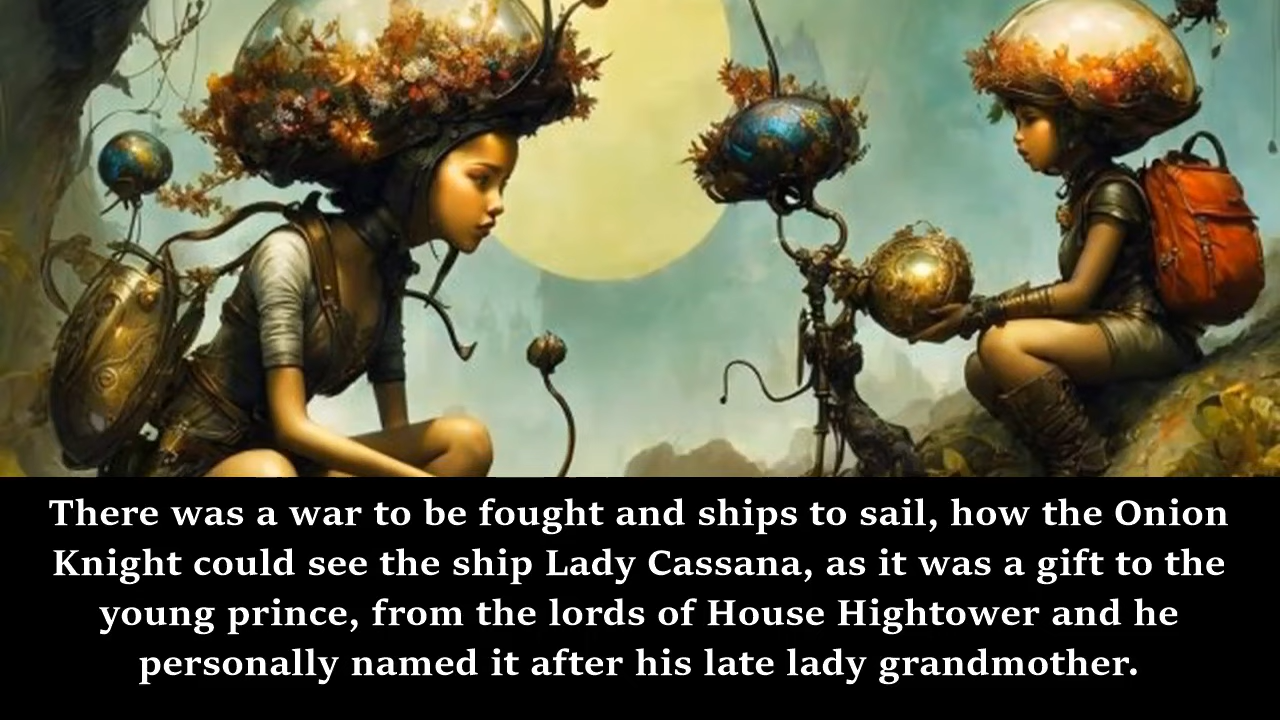 There was a war to be fought and ships to sail, how the Onion
Knight could see the ship Lady Cassana, as it was a gift to the
young prince, from the lords of House Hightower and he
personally named it after his late lady grandmother.